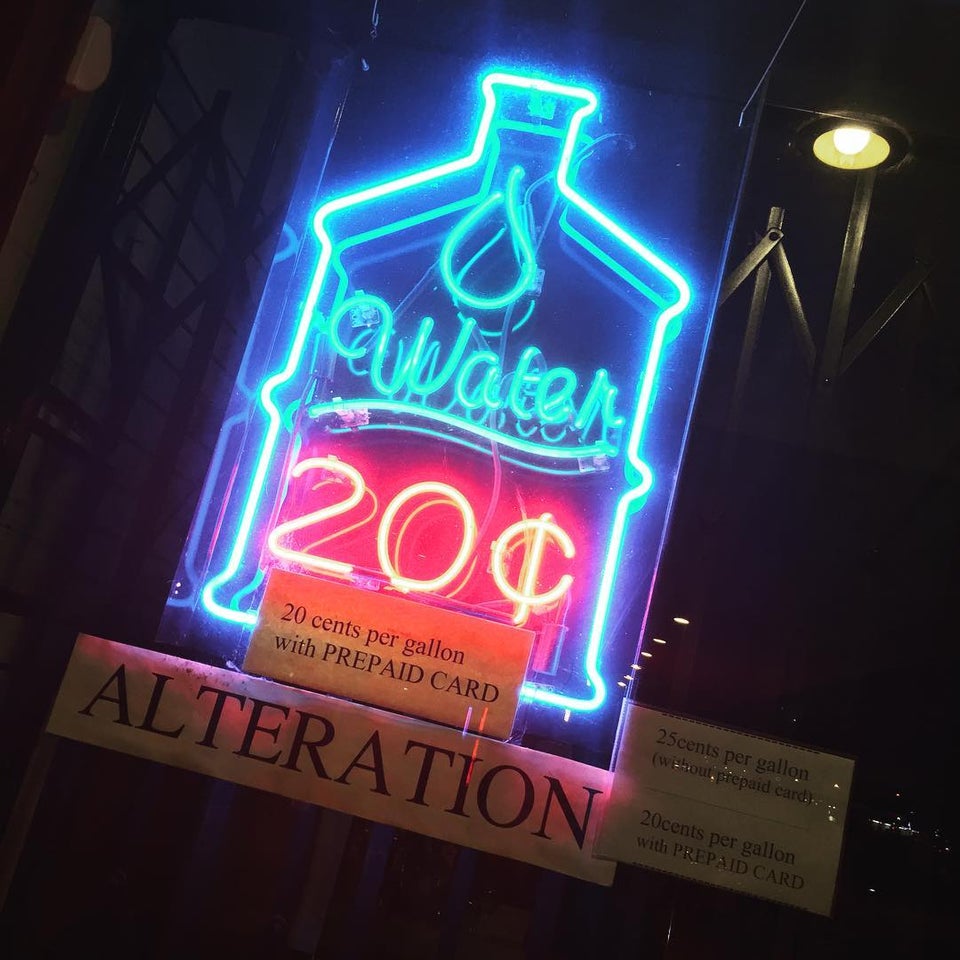 Water
20¢
20 cents per gallon
with PREPAID CARD
ALTERATION
25cents per gallon
(without prepaid card)
20cents per gallon
with PREPAID CARD